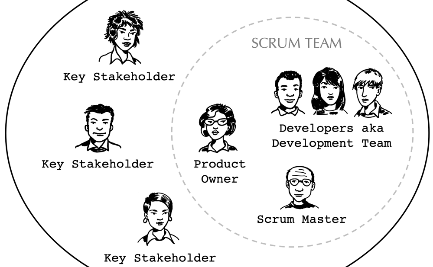 SCRUM TEAM
Key Stakeholder
Developers aka
Development Team
Key Stakeholder
Product
Owner
Scrum Master
Key Stakeholder